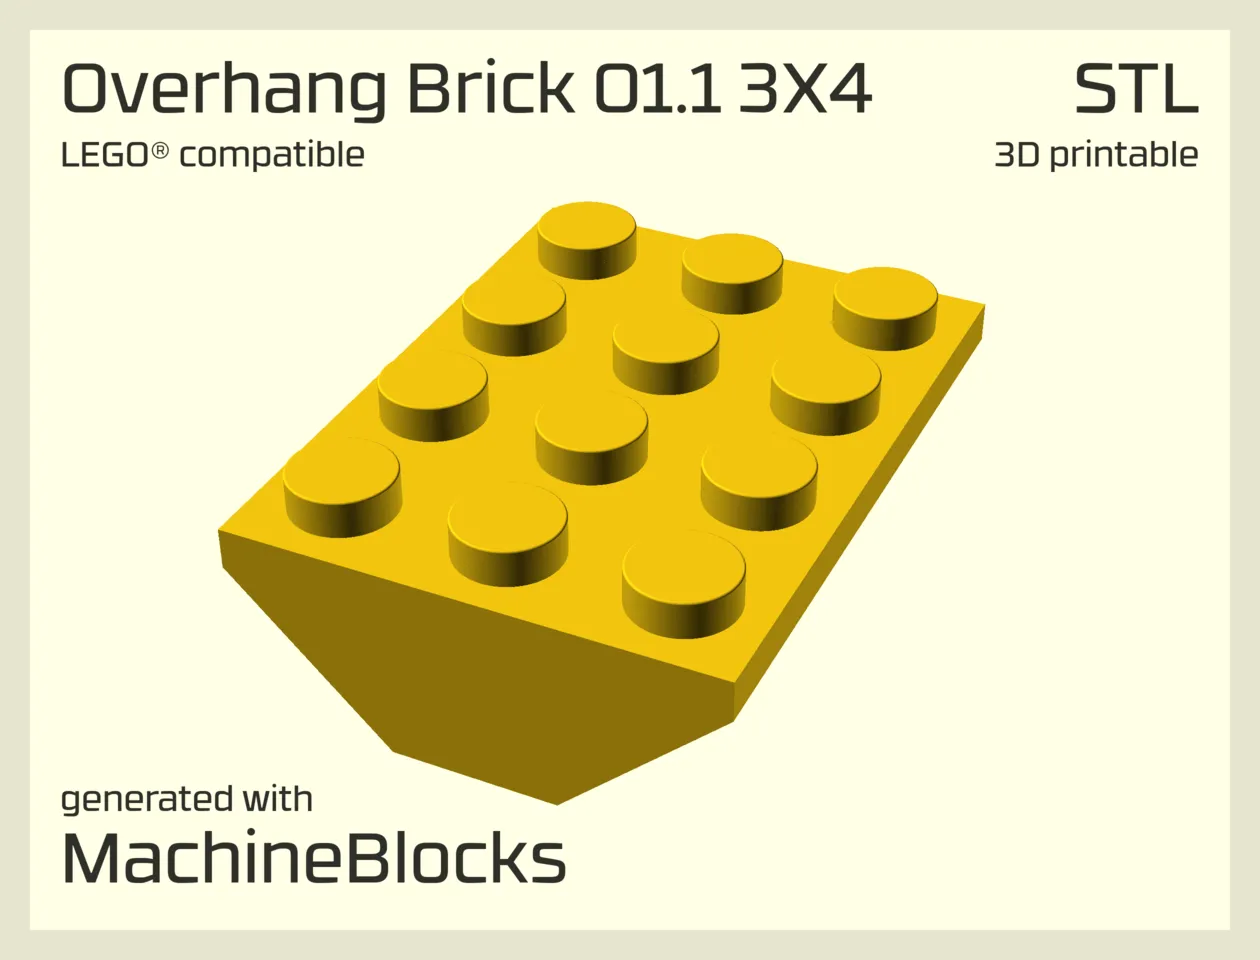 Overhang Brick 01.1 3X4
STL
LEGO® compatible
3D printable
generated with
MachineBlocks